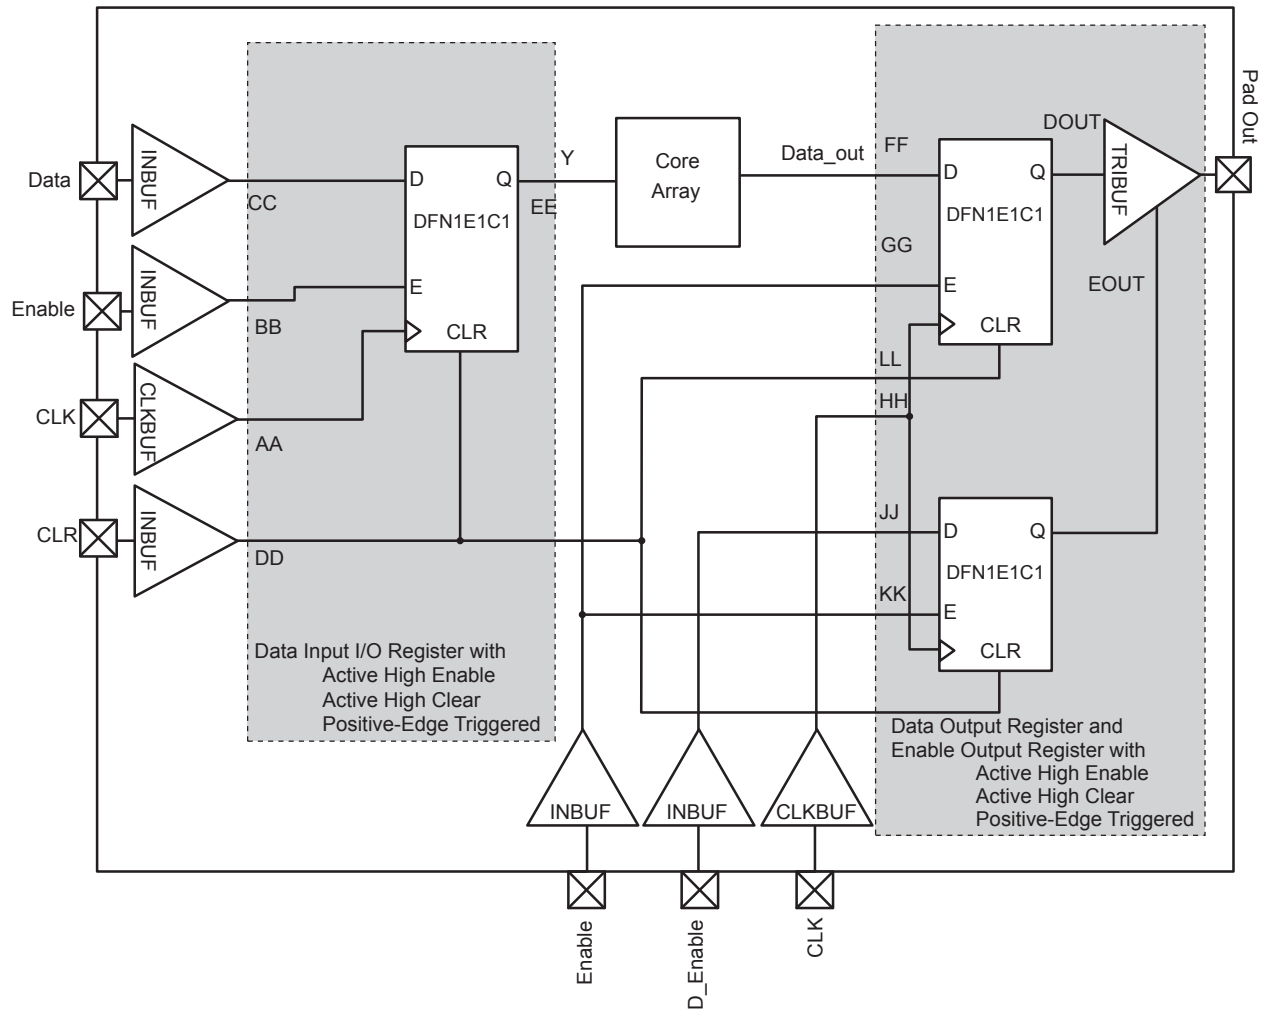 Pad Out
Data
INBUF
CC
D
Q
DFN1E1C1
E
CLR
Y
EE
Core
Array
Data_out
FF
D
Q
DFN1E1C1
E
CLR
DOUT
TRIBUF
GG
EOUT
Enable
INBUF
BB
CLK
CLKBUF
AA
CLR
INBUF
DD
LL
HH
JJ
D
Q
DFN1E1C1
KK
E
CLR
Data Input I/O Register with
Active High Enable
Active High Clear
Positive-Edge Triggered
Data Output Register and
Enable Output Register with
Active High Enable
Active High Clear
Positive-Edge Triggered
INBUF
INBUF
CLKBUF
Enable
D_Enable
CLK